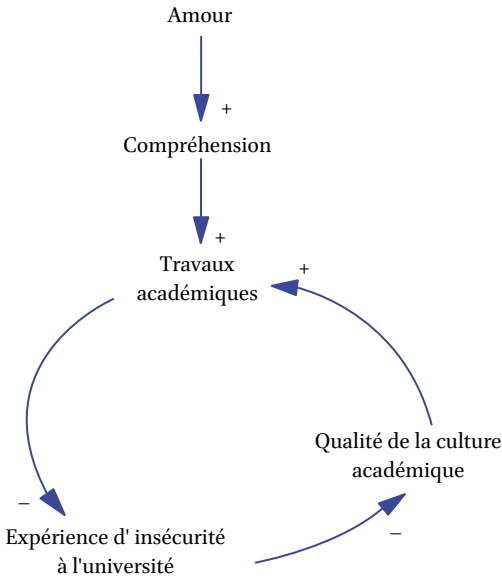 Amour
+
Compréhension
+
Travaux
académiques
+
Qualité de la culture
académique
–
Expérience d' insécurité
à l'université
–